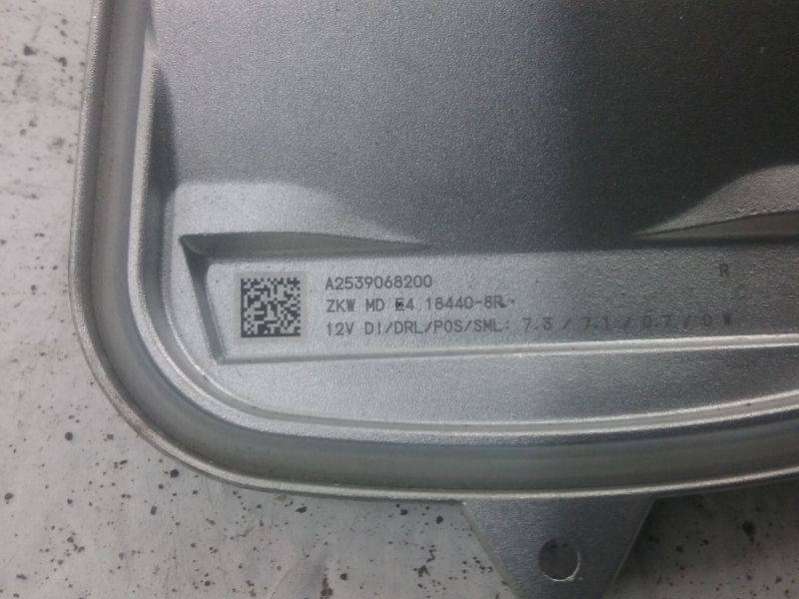 A2539068200 R
ZKW MD E4 18440-8R
12V DI/DRL/POS/SML: 7.3 / 7.1 / 0.7 / 0 W